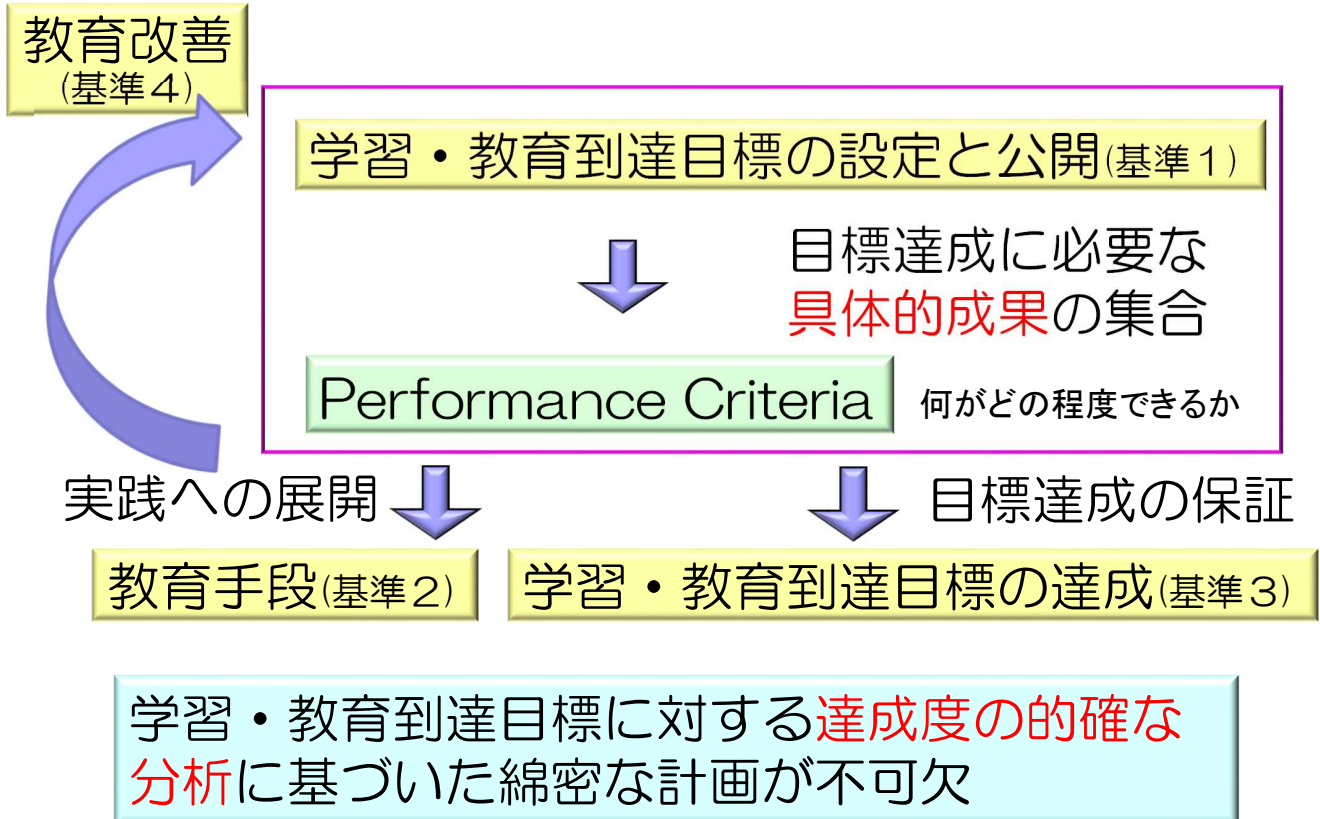 教育改善
(基準４)
学習・教育到達目標の設定と公開(基準１)
目標達成に必要な
具体的成果の集合
Performance Criteria
何がどの程度できるか
実践への展開
目標達成の保証
教育手段(基準２)
学習・教育到達目標の達成(基準３)
学習・教育到達目標に対する達成度の的確な
分析に基づいた綿密な計画が不可欠